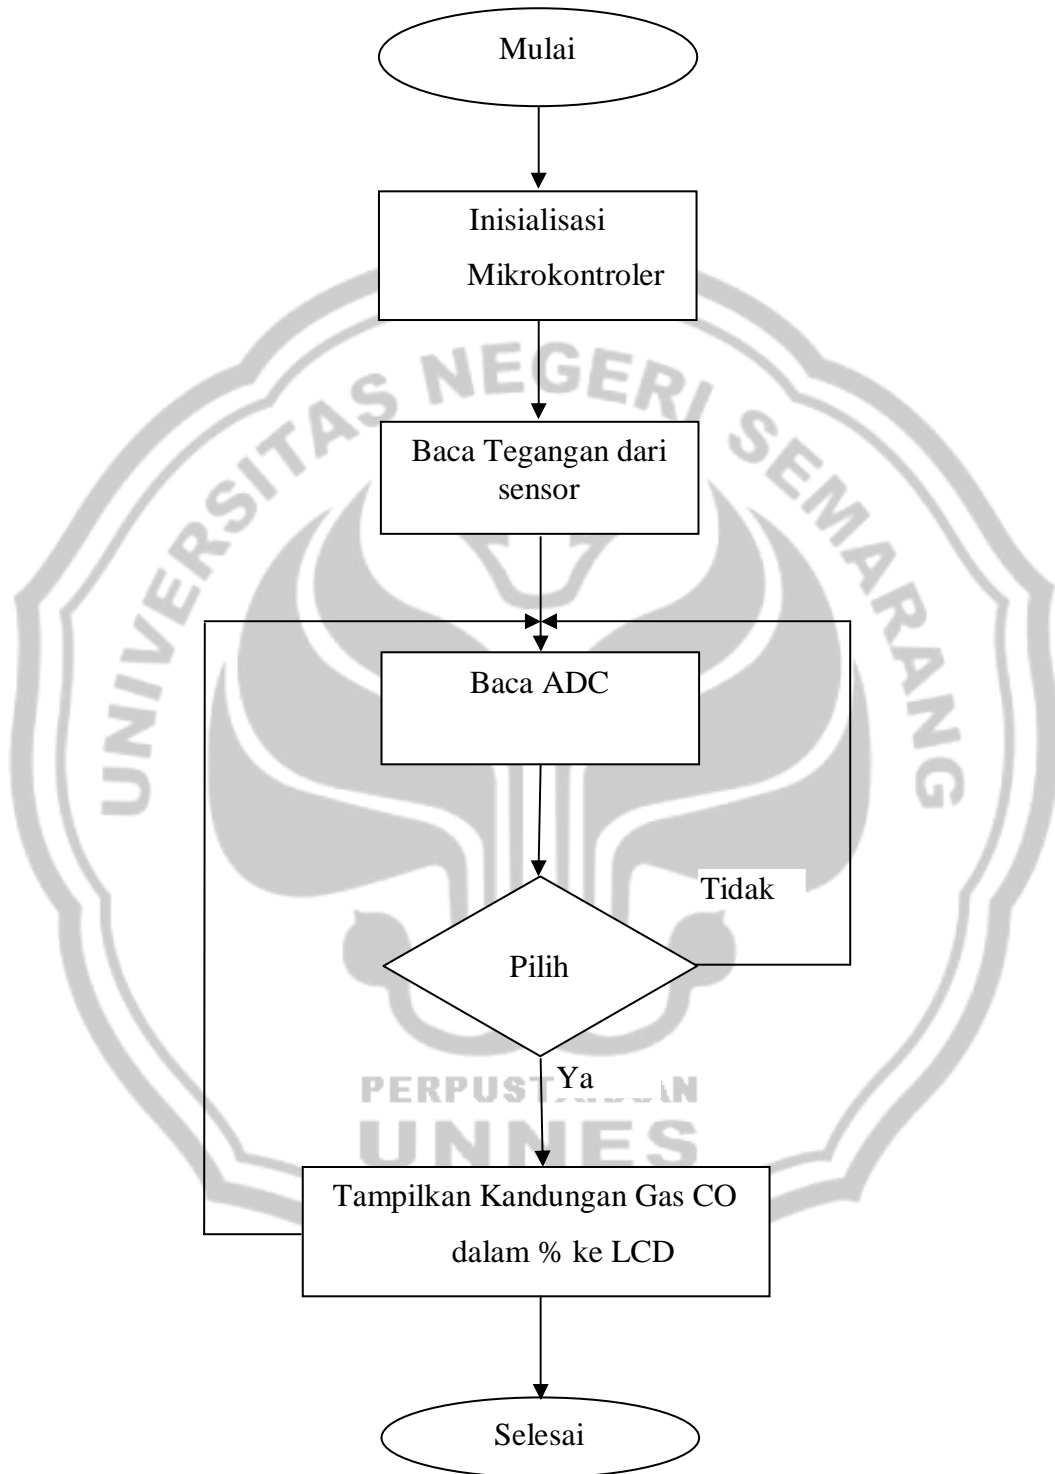 Mulai
Inisialisasi
Mikrokontroler
UNIVERSITAS NEGERI SEMARANG
Baca Tegangan dari
sensor
Baca ADC
Tidak
Pilih
Ya
PERPUSTAKAAN
UNNES
Tampilkan Kandungan Gas CO
dalam % ke LCD
Selesai